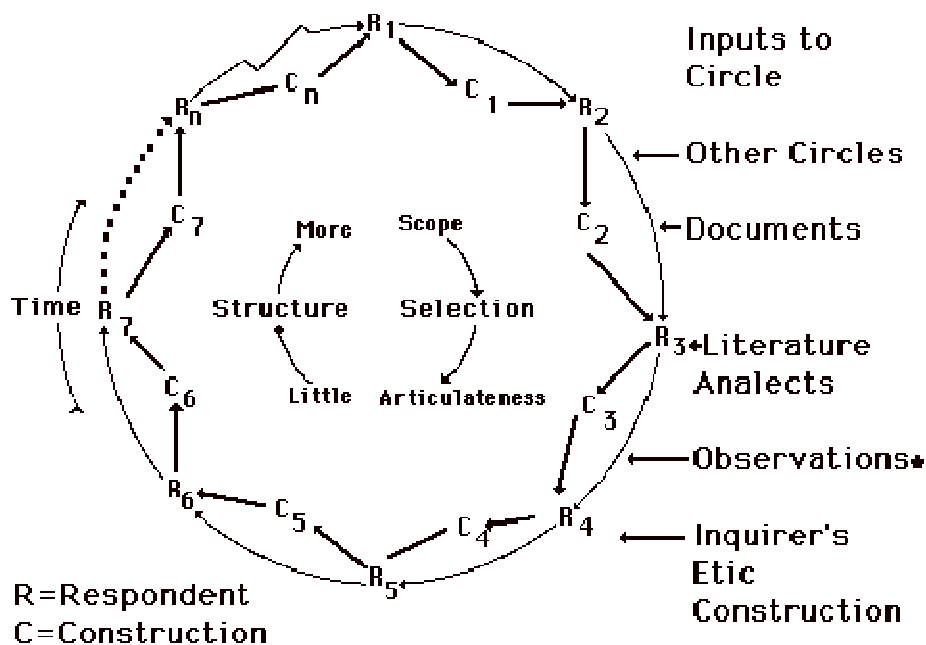 Inputs to
Circle
Other Circles
Documents
Literature
Analects
Observations
Inquirer's
Etic
Construction
R1
C1
R2
C2
R3
C3
R4
C4
R5
C5
R6
C6
R7
C7
Rn
Cn
Time
More
Structure
Little
Scope
Selection
Articulateness
R=Respondent
C=Construction